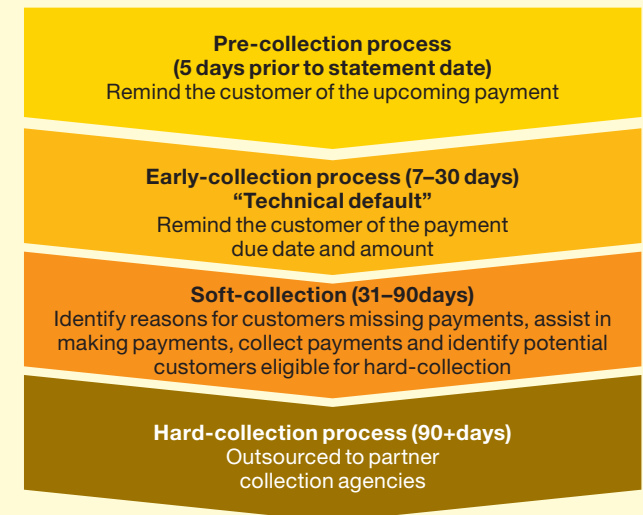 Pre-collection process
(5 days prior to statement date)
Remind the customer of the upcoming payment
Early-collection process (7–30 days)
“Technical default”
Remind the customer of the payment
due date and amount
Soft-collection (31–90days)
Identify reasons for customers missing payments, assist in
making payments, collect payments and identify potential
customers eligible for hard-collection
Hard-collection process (90+days)
Outsourced to partner
collection agencies